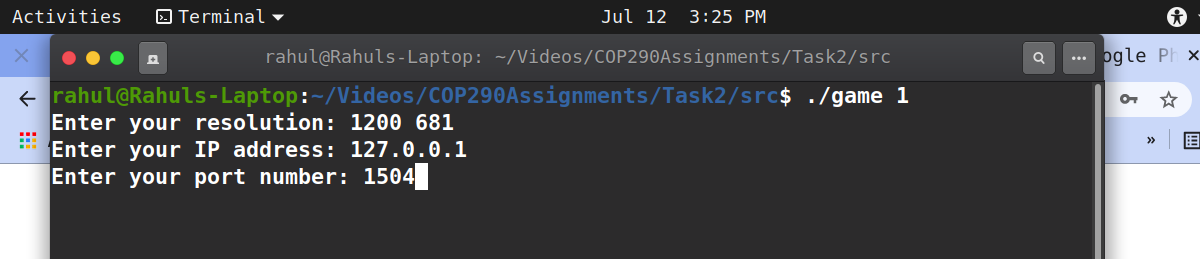 Activities Terminal Jul 12 3:25 PM
rahul@Rahuls-Laptop: ~/Videos/COP290Assignments/Task2/src
ogle Ph
rahul@Rahuls-Laptop:~/Videos/COP290Assignments/Task2/src$ ./game 1
Enter your resolution: 1200 681
Enter your IP address: 127.0.0.1
Enter your port number: 1504